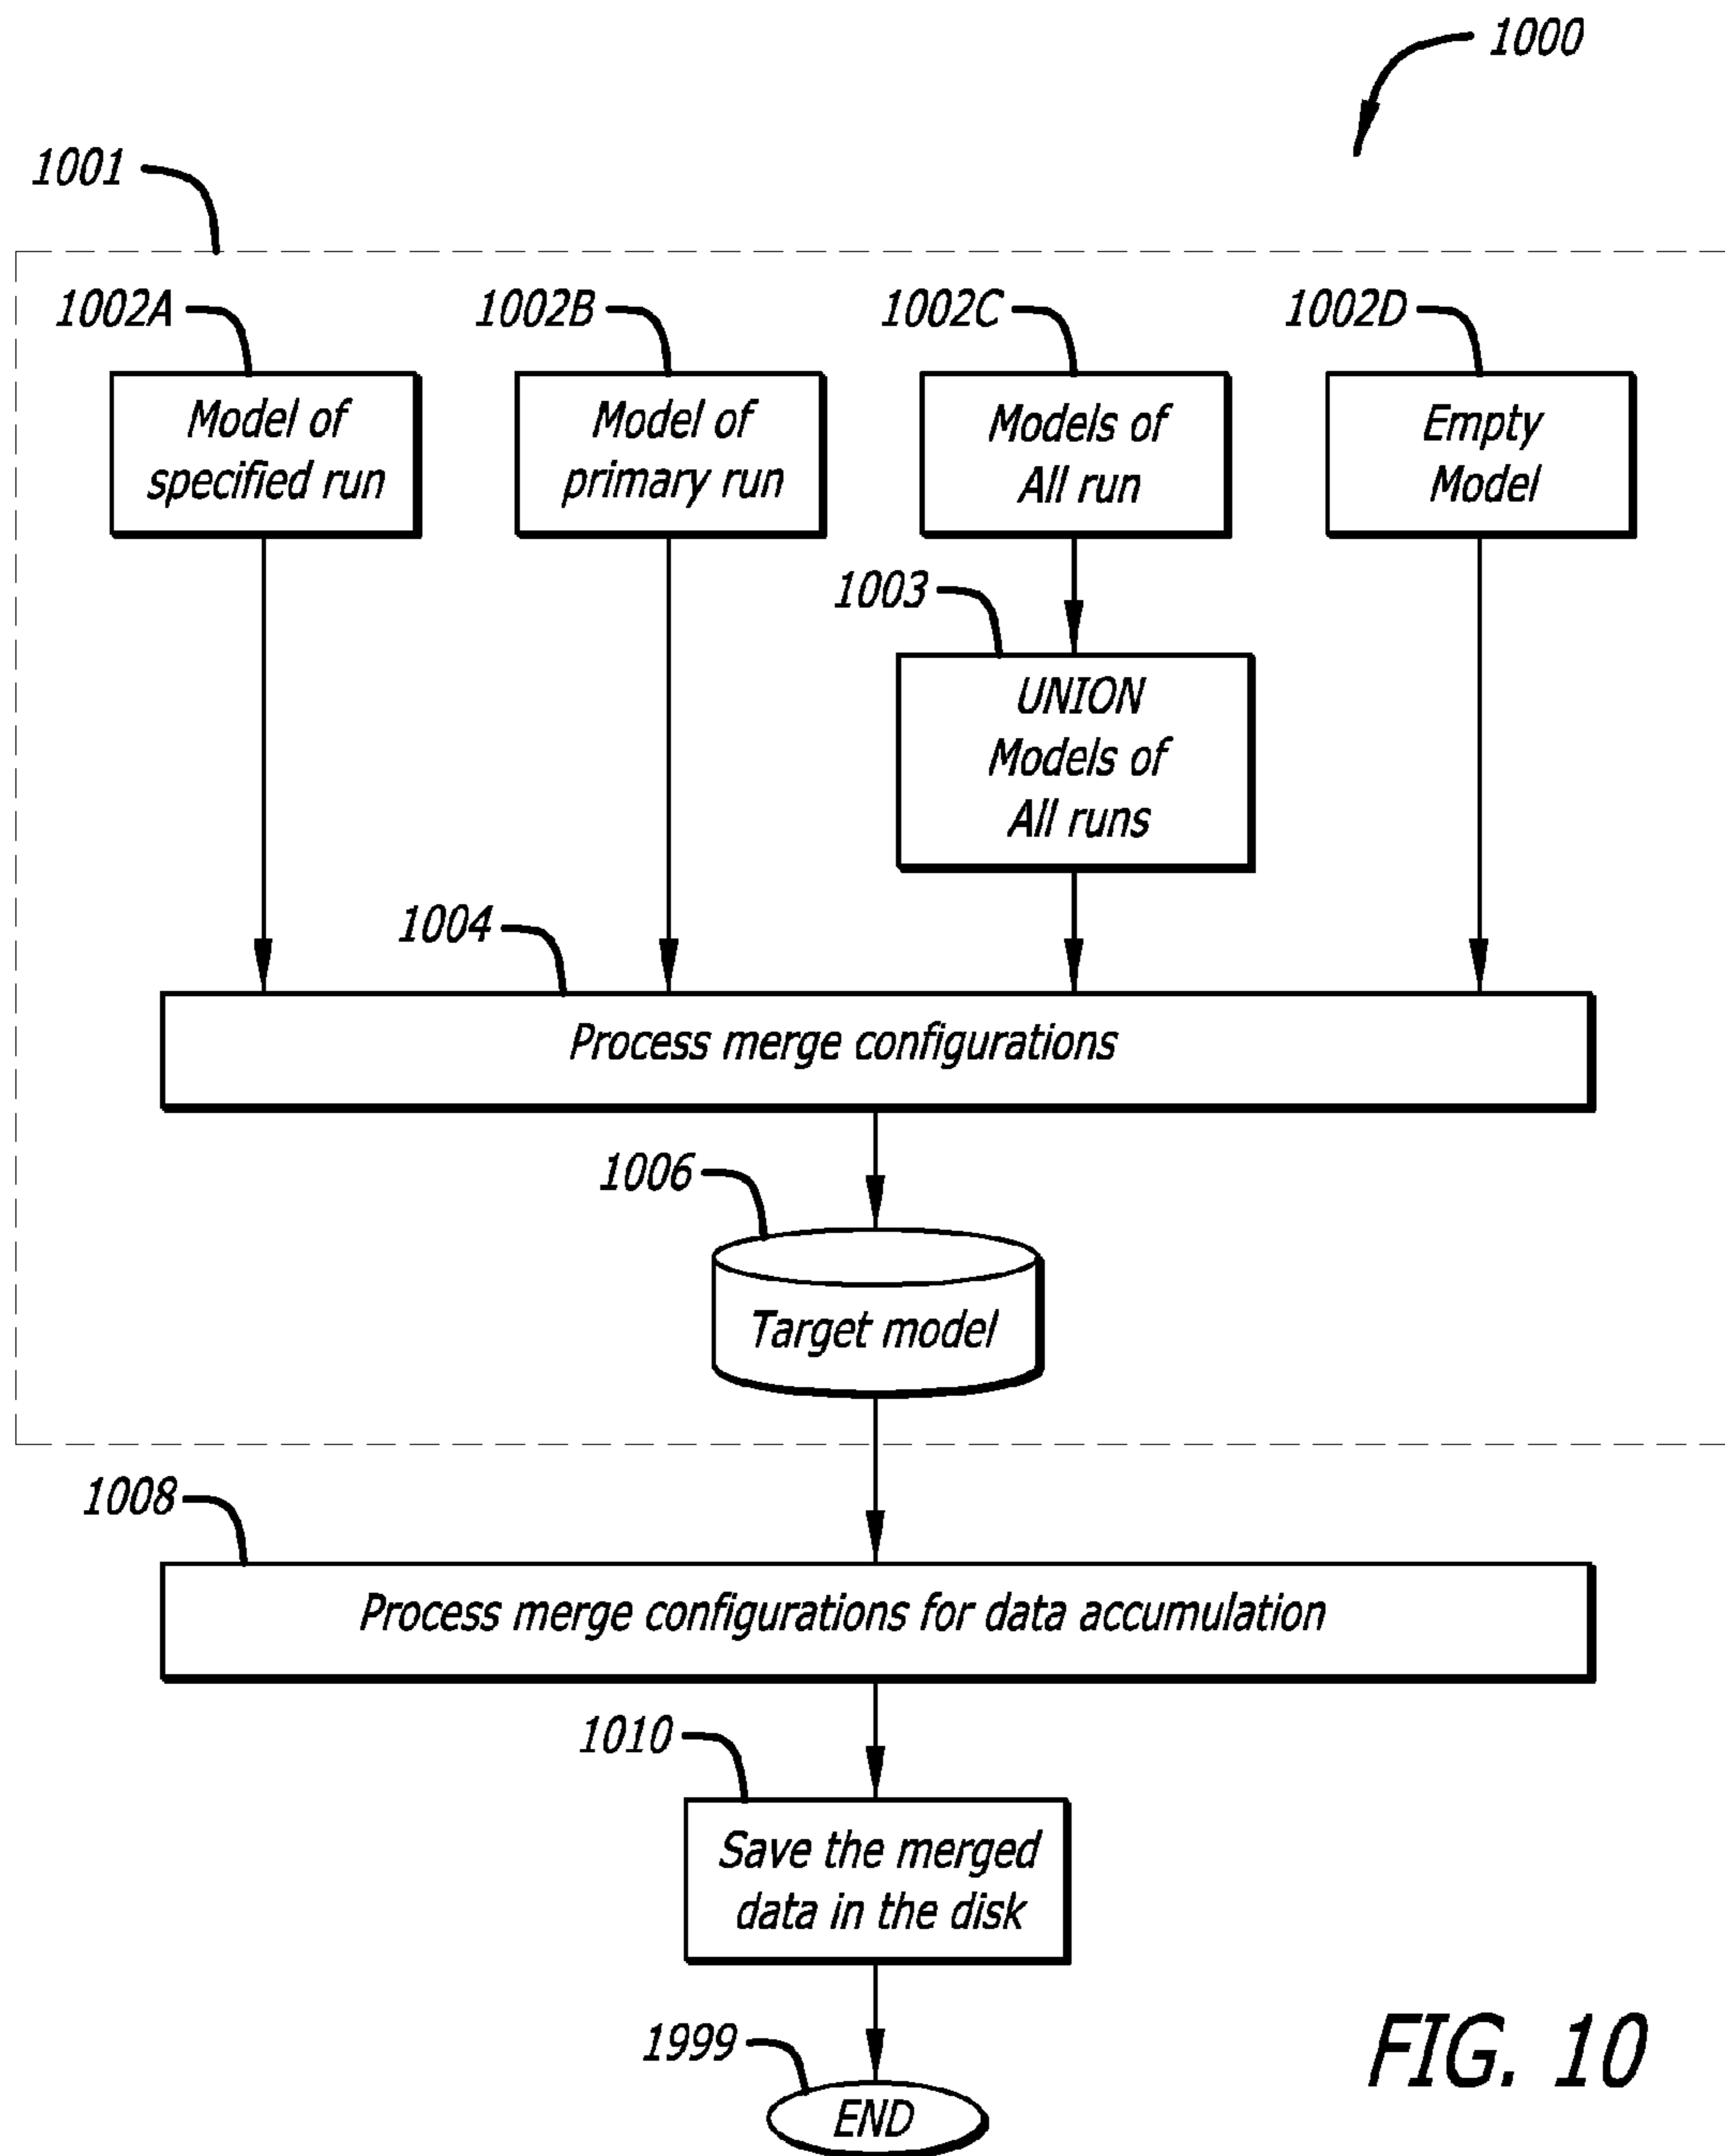 1000
1001
1002A
1002B
1002C
1002D
Model of
specified run
Model of
primary run
Models of
All run
Empty
Model
1003
UNION
Models of
All runs
1004
Process merge configurations
1006
Target model
1008
Process merge configurations for data accumulation
1010
Save the merged
data in the disk
1999
END
FIG. 10